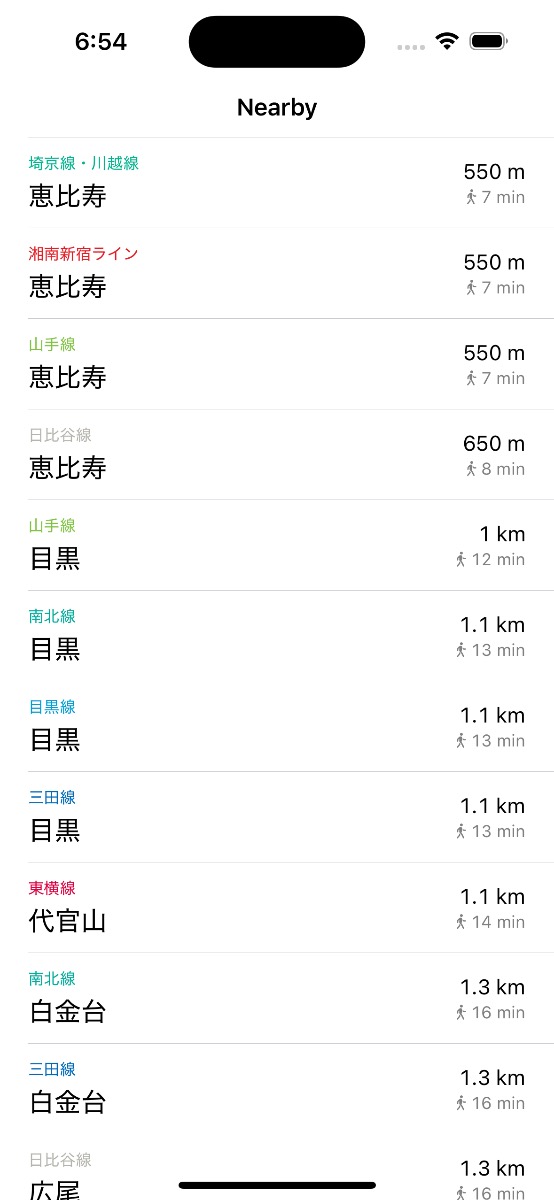 6:54
Nearby
埼京線・川越線
恵比寿
550 m
7 min
湘南新宿ライン
恵比寿
550 m
7 min
山手線
恵比寿
550 m
7 min
日比谷線
恵比寿
650 m
8 min
山手線
目黒
1 km
12 min
南北線
目黒
1.1 km
13 min
目黒線
目黒
1.1 km
13 min
三田線
目黒
1.1 km
13 min
東横線
代官山
1.1 km
14 min
南北線
白金台
1.3 km
16 min
三田線
白金台
1.3 km
16 min
日比谷線
広尾
1.3 km
16 min